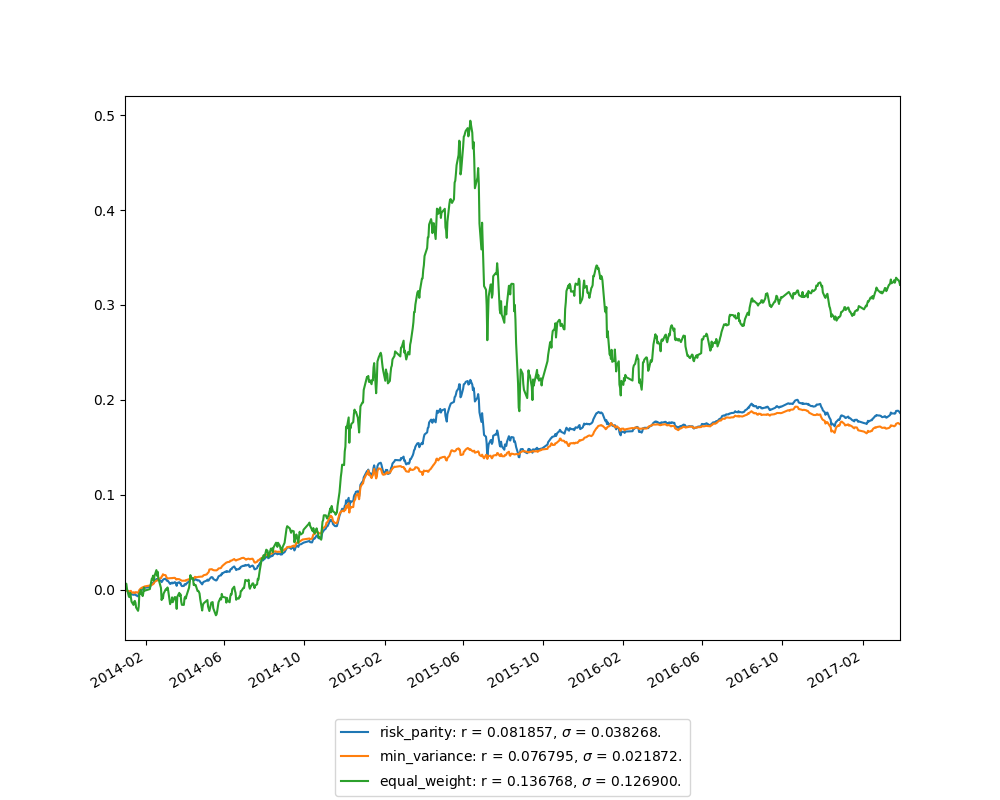 0.5
0.4
0.3
0.2
0.1
0.0
2014-02 2014-06 2014-10 2015-02 2015-06 2015-10 2016-02 2016-06 2016-10 2017-02
risk_parity: r = 0.081857, σ = 0.038268.
min_variance: r = 0.076795, σ = 0.021872.
equal_weight: r = 0.136768, σ = 0.126900.